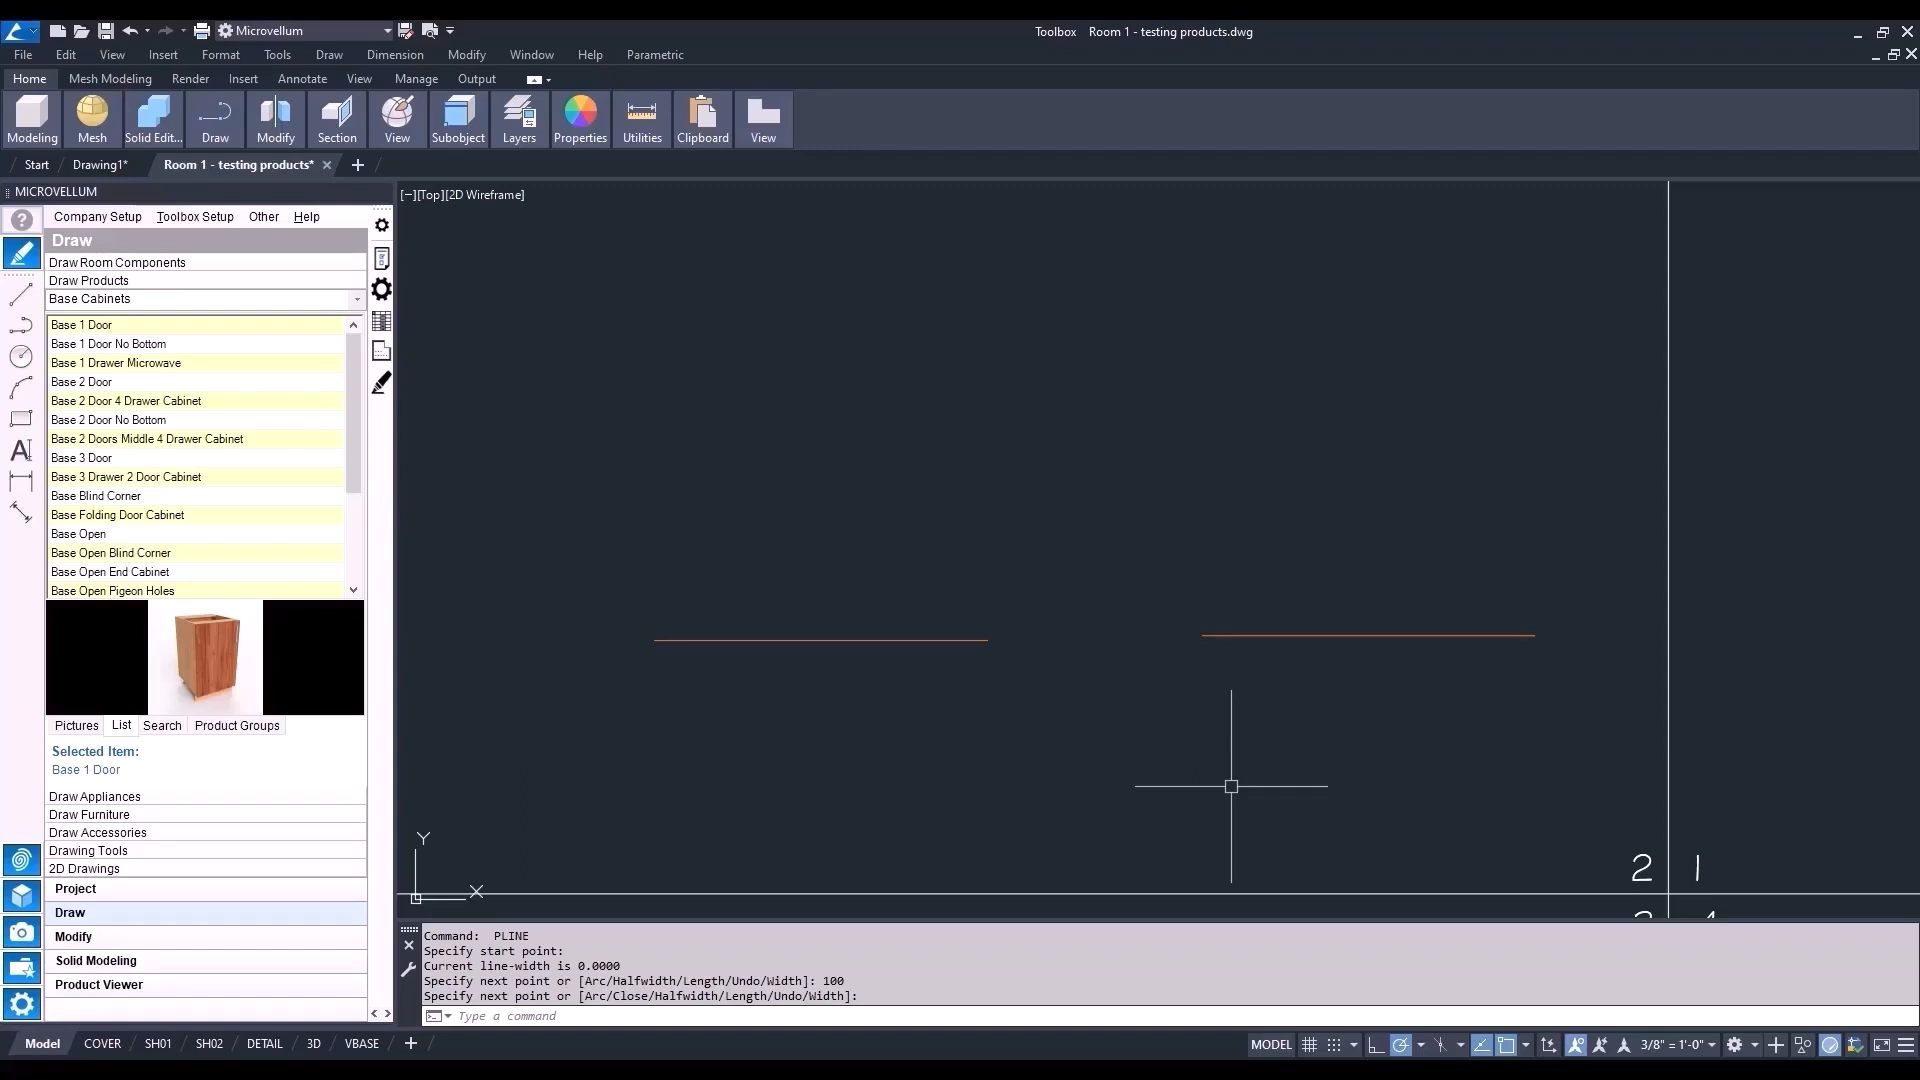 Microvellum
Toolbox Room 1 - testing products.dwg
File Edit View Insert Format Tools Draw Dimension Modify Window Help Parametric
Home Mesh Modeling Render Insert Annotate View Manage Output
Modeling Mesh Solid Edit... Draw Modify Section View Subobject Layers Properties Utilities Clipboard View
Start Drawing1* Room 1 - testing products*
MICROVELLUM
[−][Top][2D Wireframe]
Company Setup Toolbox Setup Other Help
Draw
Draw Room Components
Draw Products
Base Cabinets
Base 1 Door
Base 1 Door No Bottom
Base 1 Drawer Microwave
Base 2 Door
Base 2 Door 4 Drawer Cabinet
Base 2 Door No Bottom
Base 2 Doors Middle 4 Drawer Cabinet
Base 3 Door
Base 3 Drawer 2 Door Cabinet
Base Blind Corner
Base Folding Door Cabinet
Base Open
Base Open Blind Corner
Base Open End Cabinet
Base Open Pigeon Holes
Pictures List Search Product Groups
Selected Item:
Base 1 Door
Draw Appliances
Draw Furniture
Draw Accessories
Drawing Tools
2D Drawings
Project
Draw
Modify
Solid Modeling
Product Viewer
Y
X
2 1
Command: PLINE
Specify start point:
Current line-width is 0.0000
Specify next point or [Arc/Halfwidth/Length/Undo/Width]: 100
Specify next point or [Arc/Close/Halfwidth/Length/Undo/Width]:
Type a command
Model COVER SH01 SH02 DETAIL 3D VBASE
MODEL 3/8" = 1'-0"